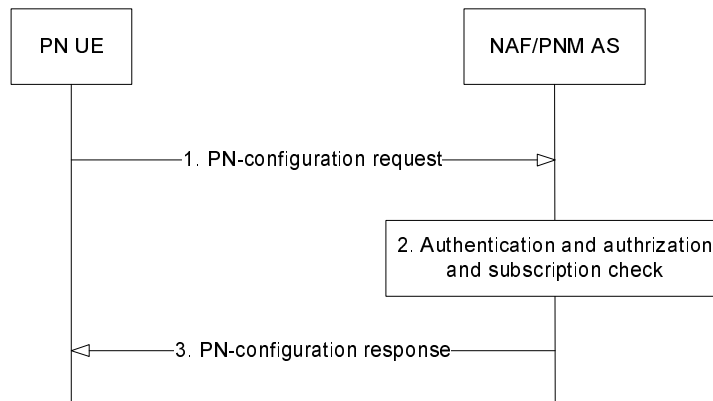 PN UE
NAF/PNM AS
1. PN-configuration request
2. Authentication and authrization
and subscription check
3. PN-configuration response